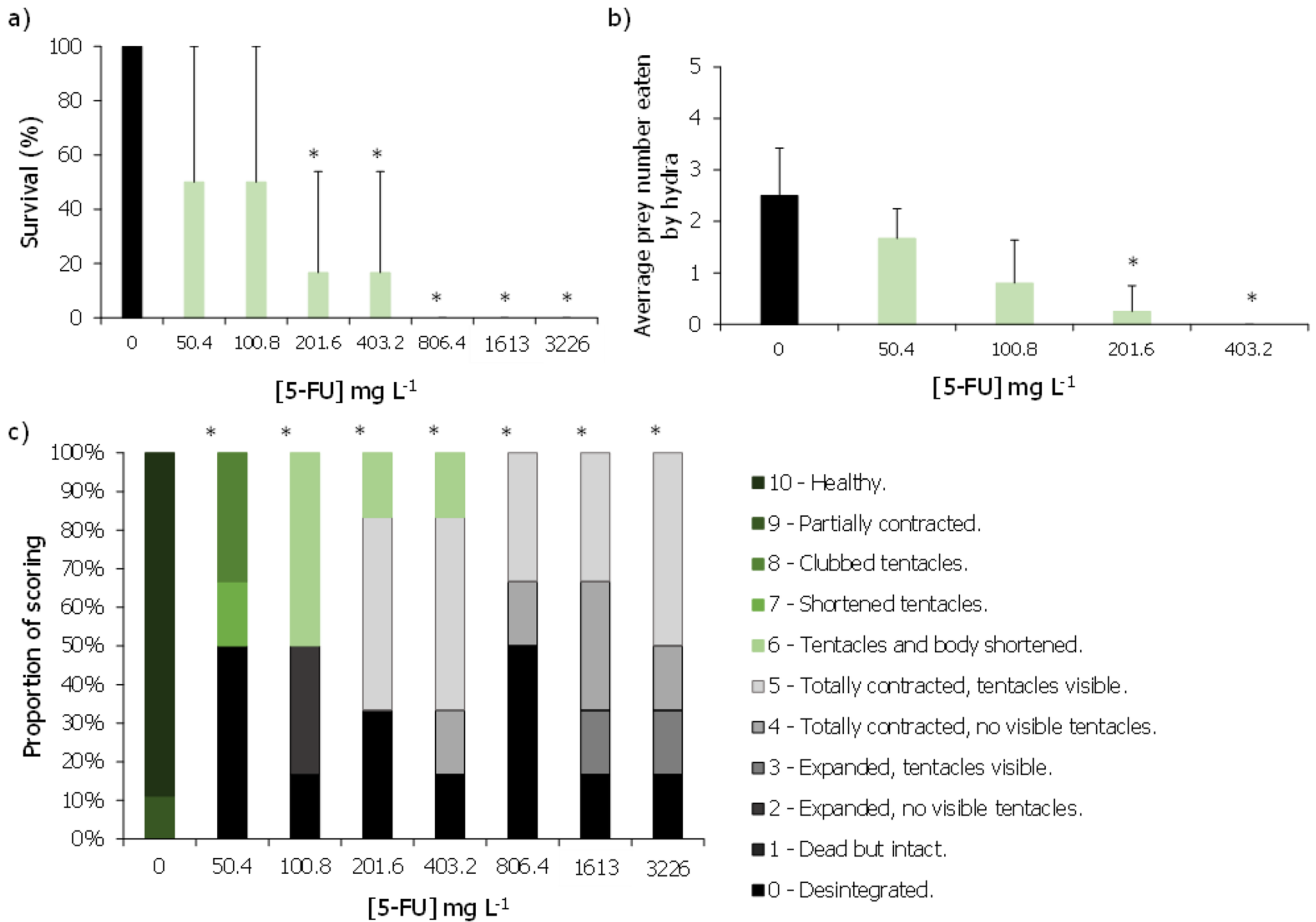 a)
100
80
60
40
20
0
Survival (%)
* * * * *
0 50.4 100.8 201.6 403.2 806.4 1613 3226
[5-FU] mg L-1
b)
5
4
3
2
1
0
Averrage prey number eaten
by hydra
* *
0 50.4 100.8 201.6 403.2
[5-FU] mg L-1
c)
* * * * * * *
100%
90%
80%
70%
60%
50%
40%
30%
20%
10%
0%
Proportion of scoring
0 50.4 100.8 201.6 403.2 806.4 1613 3226
[5-FU] mg L-1
10 - Healthy.
9 - Partially contracted.
8 - Clubbed tentacles.
7 - Shortened tentacles.
6 - Tentacles and body shortened.
5 - Totally contracted, tentacles visible.
4 - Totally contracted, no visible tentacles.
3 - Expanded, tentacles visible.
2 - Expanded, no visible tentacles.
1 - Dead but intact.
0 - Desintegrated.